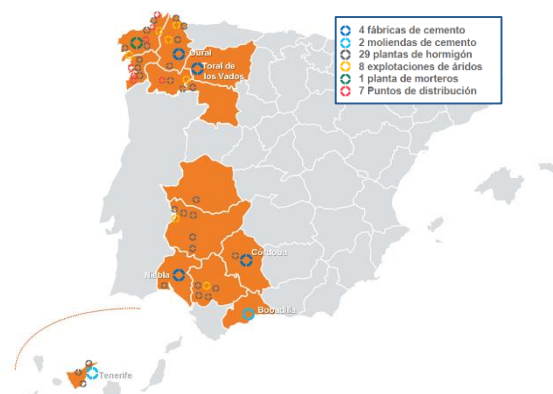 4 fábricas de cemento
2 moliendas de cemento
29 plantas de hormigón
8 explotaciones de áridos
1 planta de morteros
7 Puntos de distribución
Oural
Toral de
los Vados
Córdoba
Niebla
Bobadilla
Tenerife